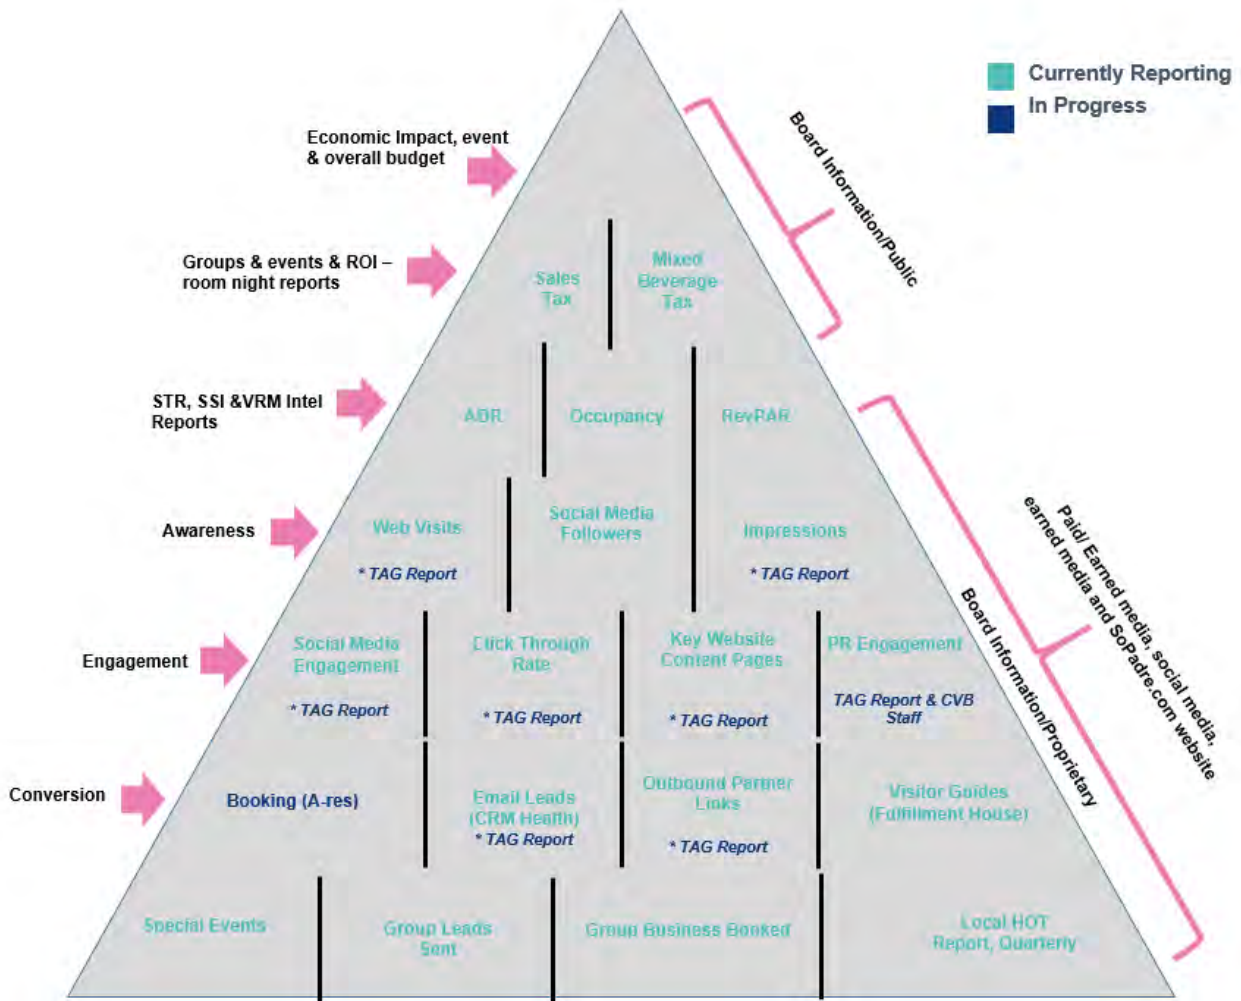 Currently Reporting
In Progress
Economic Impact, event
& overall budget
Board Information/Public
Groups & events & ROI –
room night reports
Sales
Tax
Mixed
Beverage
Tax
STR, SSI &VRM Intel
Reports
ADR
Occupancy
RevPAR
Awareness
Web Visits
* TAG Report
Social Media
Followers
Impressions
* TAG Report
Paid/ Earned media, social media,
earned media and SoPadre.com website
Board Information/Proprietary
Engagement
Social Media
Engagement
* TAG Report
Click Through
Rate
* TAG Report
Key Website
Content Pages
* TAG Report
PR Engagement
TAG Report & CVB
Staff
Conversion
Booking (A-res)
Email Leads
(CRM Health)
* TAG Report
Outbound Partner
Links
* TAG Report
Visitor Guides
(Fulfillment House)
Special Events
Group Leads
Sent
Group Business Booked
Local HOT
Report, Quarterly